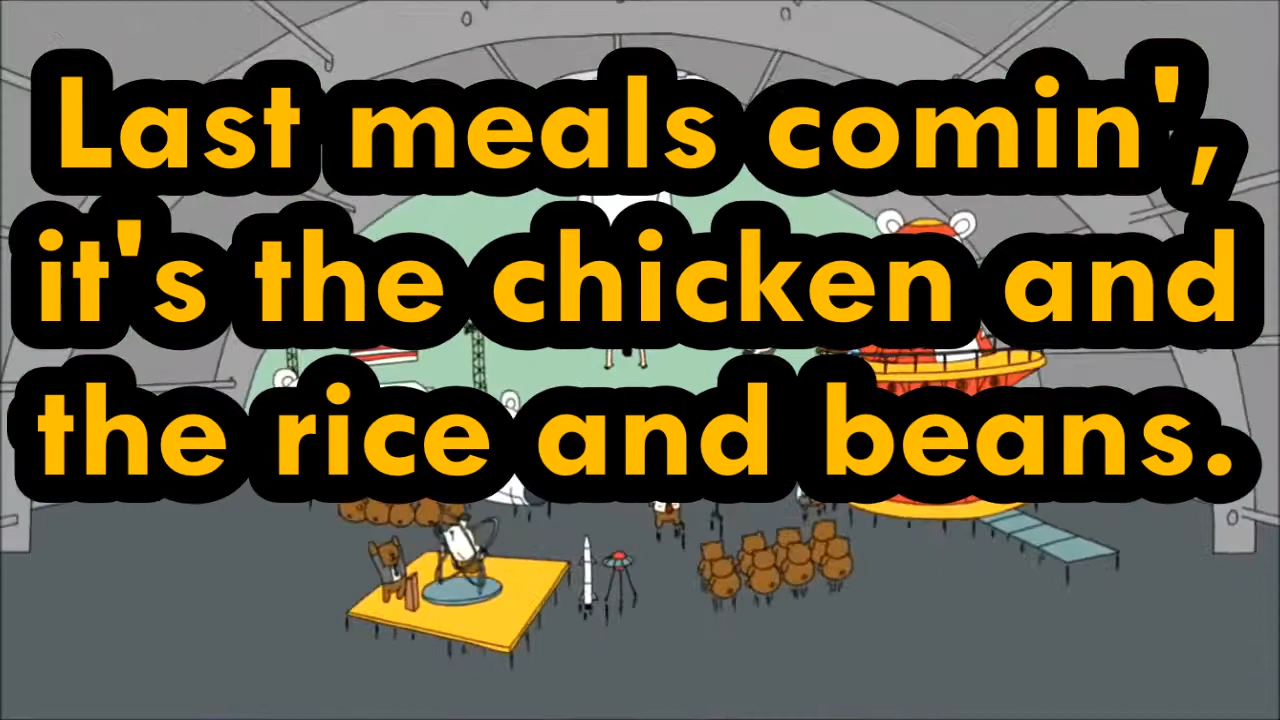 Last meals comin',
it's the chicken and
the rice and beans.